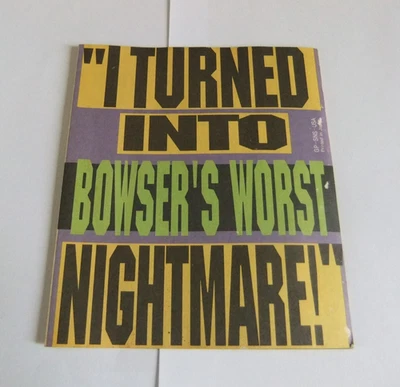 "I TURNED
INTO
BOWSER'S WORST
NIGHTMARE!"